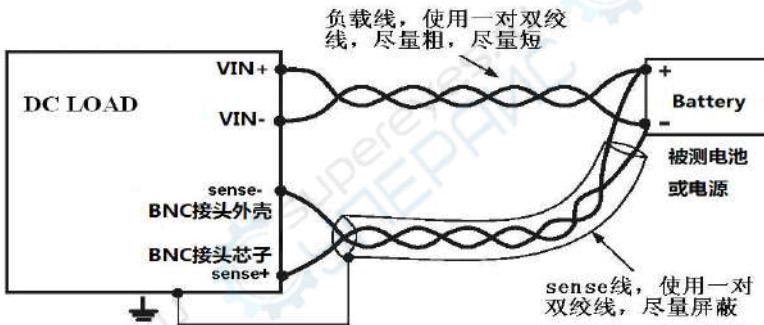 负载线，使用一对双绞
线，尽量粗，尽量短
VIN+
DC LOAD
VIN-
+
Battery
-
被测电池
或电源
sense-
BNC接头外壳
BNC接头芯子
sense+
sense线，使用一对
双绞线，尽量屏蔽
supereyes.
СУПЕРАЙС